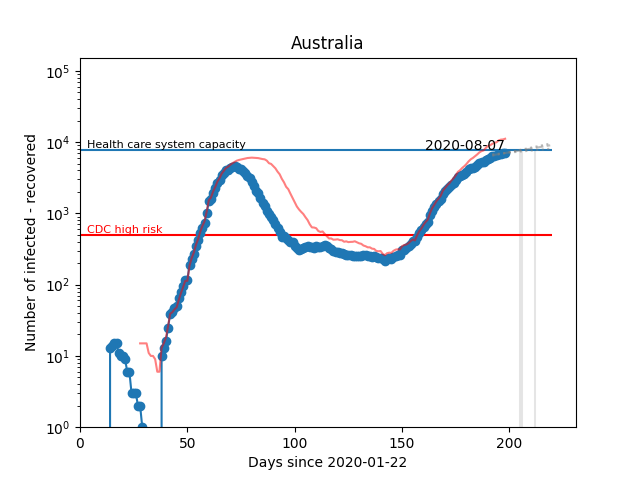 Australia
10^5
10^4
10^3
10^2
10^1
10^0
Number of infected - recovered
Health care system capacity
2020-08-07
CDC high risk
0 50 100 150 200
Days since 2020-01-22